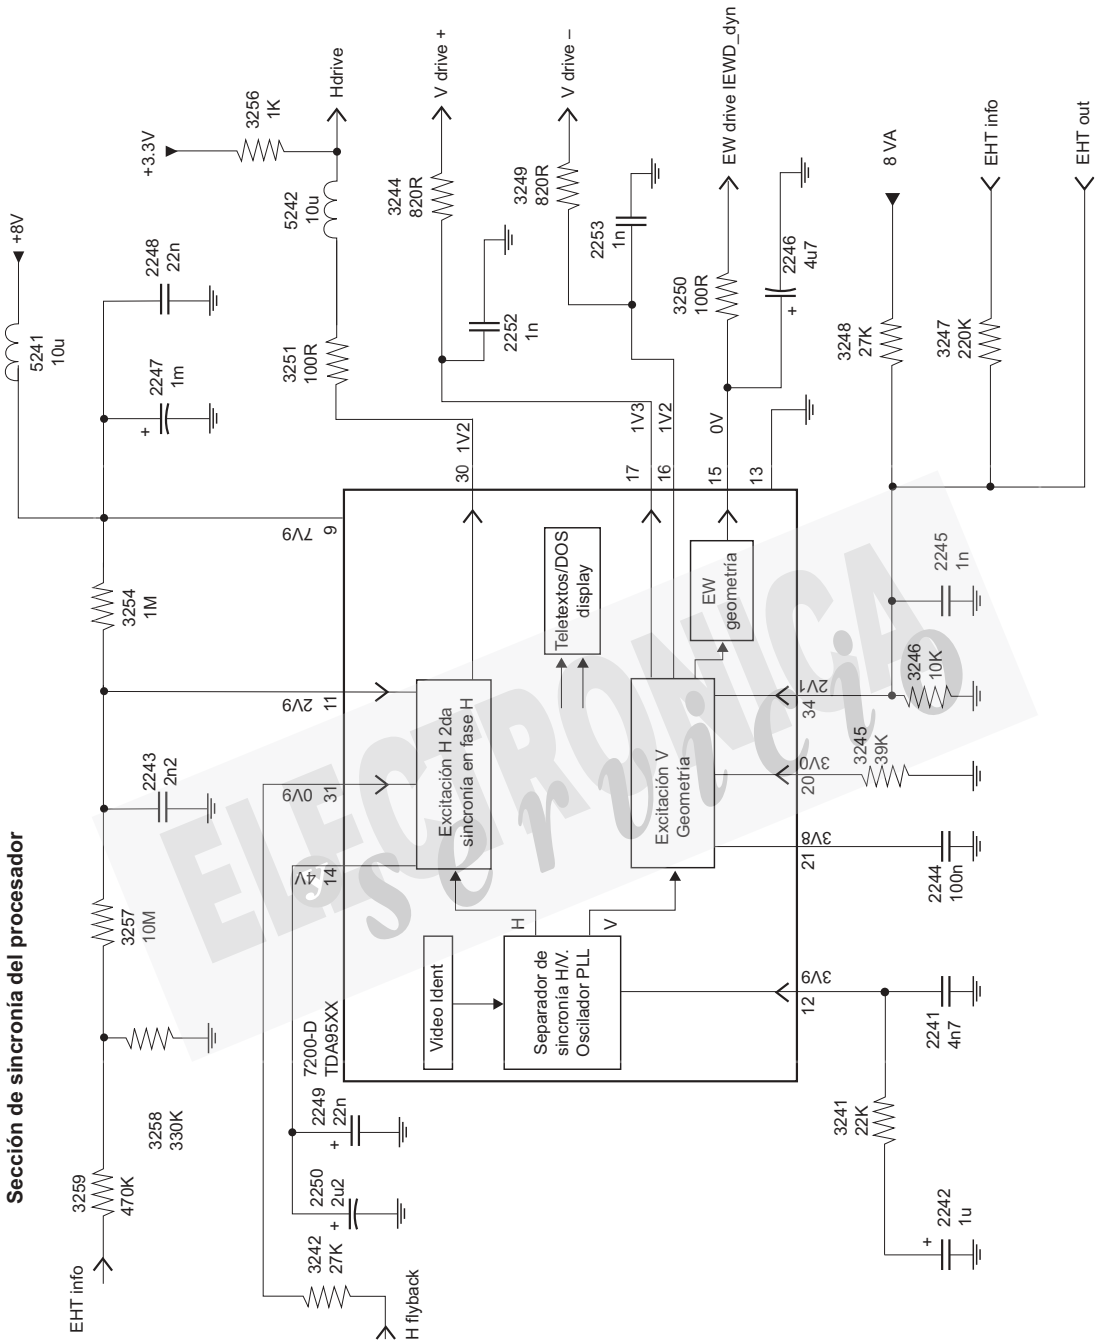 Sección de sincronía del procesador
EHT info
3259
470K
3258
330K
3257
10M
2243
2n2
3254
1M
5241
10u
+8V
2247
1m
+
2248
22n
H flyback
3242
27K
2250
2u2
+
2249
22n
+
7200-D
TDA95XX
14
4V
31
0V9
11
2V9
9
7V9
30
1V2
3251
100R
5242
10u
3256
1K
+3.3V
Hdrive
3244
820R
V drive +
2252
1n
3249
820R
V drive –
2253
1n
17
1V3
16
1V2
15
0V
13
3250
100R
EW drive IEWD_dyn
2246
4u7
+
Video Ident
Separador de
sincronía H/V.
Oscilador PLL
H
V
Excitación H 2da
sincronía en fase H
Teletextos/DOS
display
Excitación V
Geometría
EW
geometría
12
3V9
21
3V8
20
3V0
34
2V1
3241
22K
2242
1u
+
2241
4n7
2244
100n
3245
39K
3246
10K
2245
1n
3248
27K
8 VA
3247
220K
EHT info
EHT out
ELECTRONICA
servicio